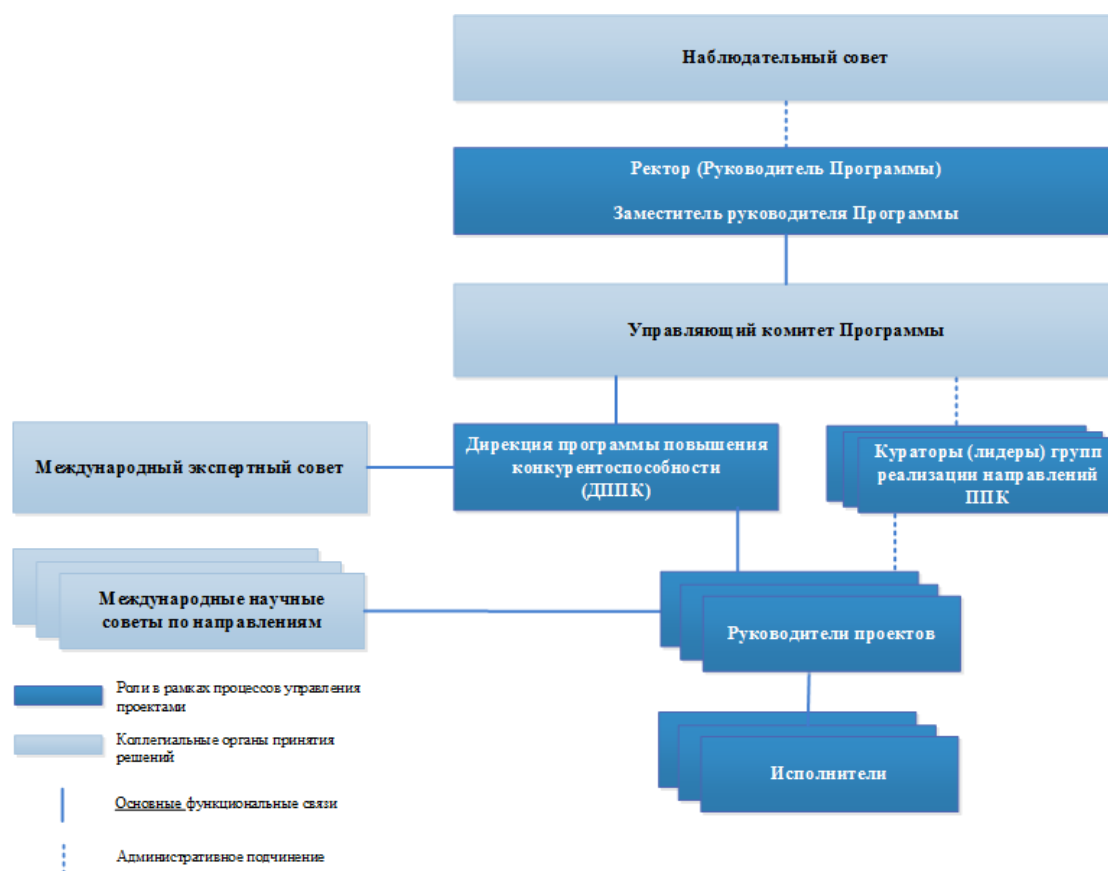 Наблюдательный совет
Ректор (Руководитель Программы)
Заместитель руководителя Программы
Управляющий комитет Программы
Международный экспертный совет
Дирекция программы повышения
конкурентоспособности
(ДППК)
Кураторы (лидеры) групп
реализации направлений
ППК
Международные научные
советы по направлениям
Руководители проектов
Исполнители
Роли в рамках процессов управления
проектами
Коллегиальные органы принятия
решений
Основные функциональные связи
Административное подчинение